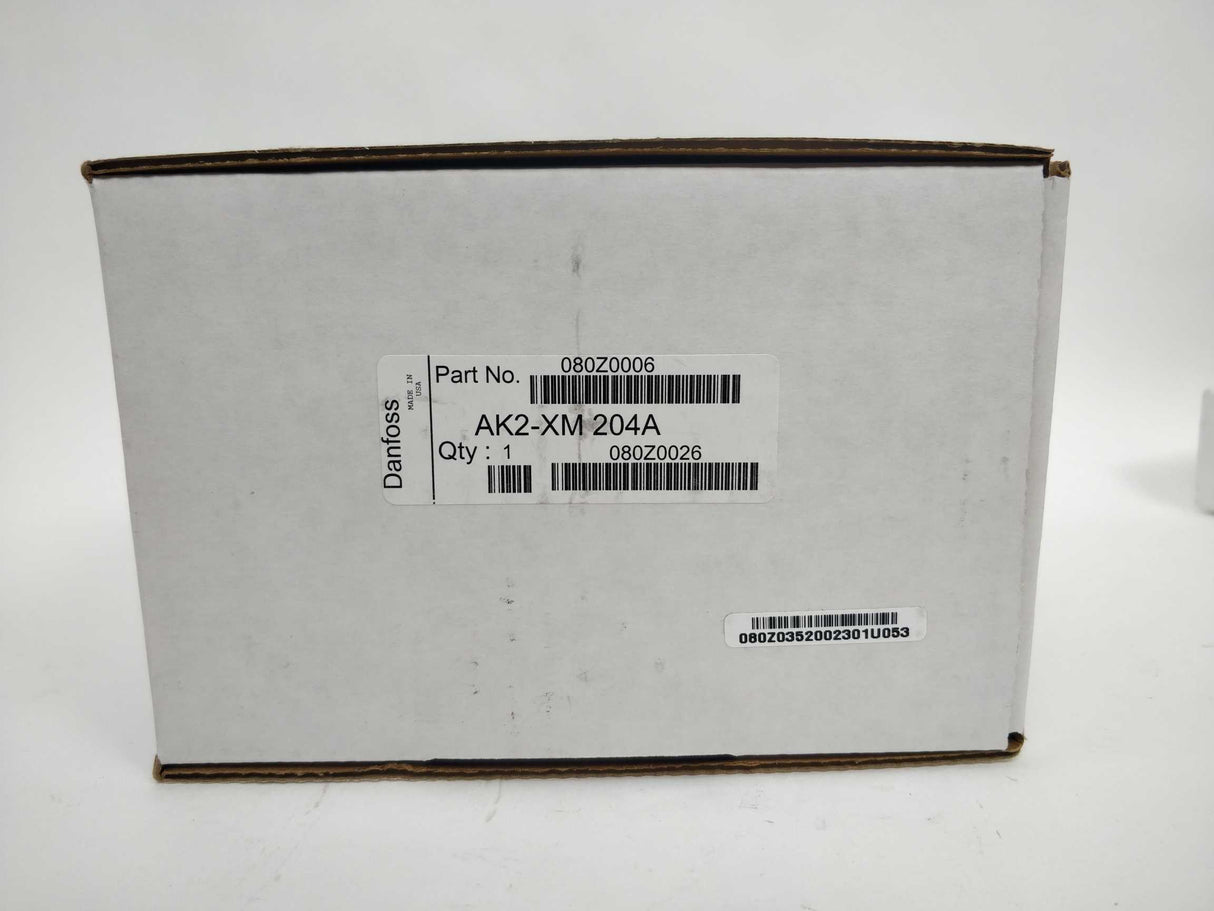 Danfoss
MADE IN
USA
Part No. 080Z0006
AK2-XM 204A
Qty : 1 080Z0026
080Z0352002301U053